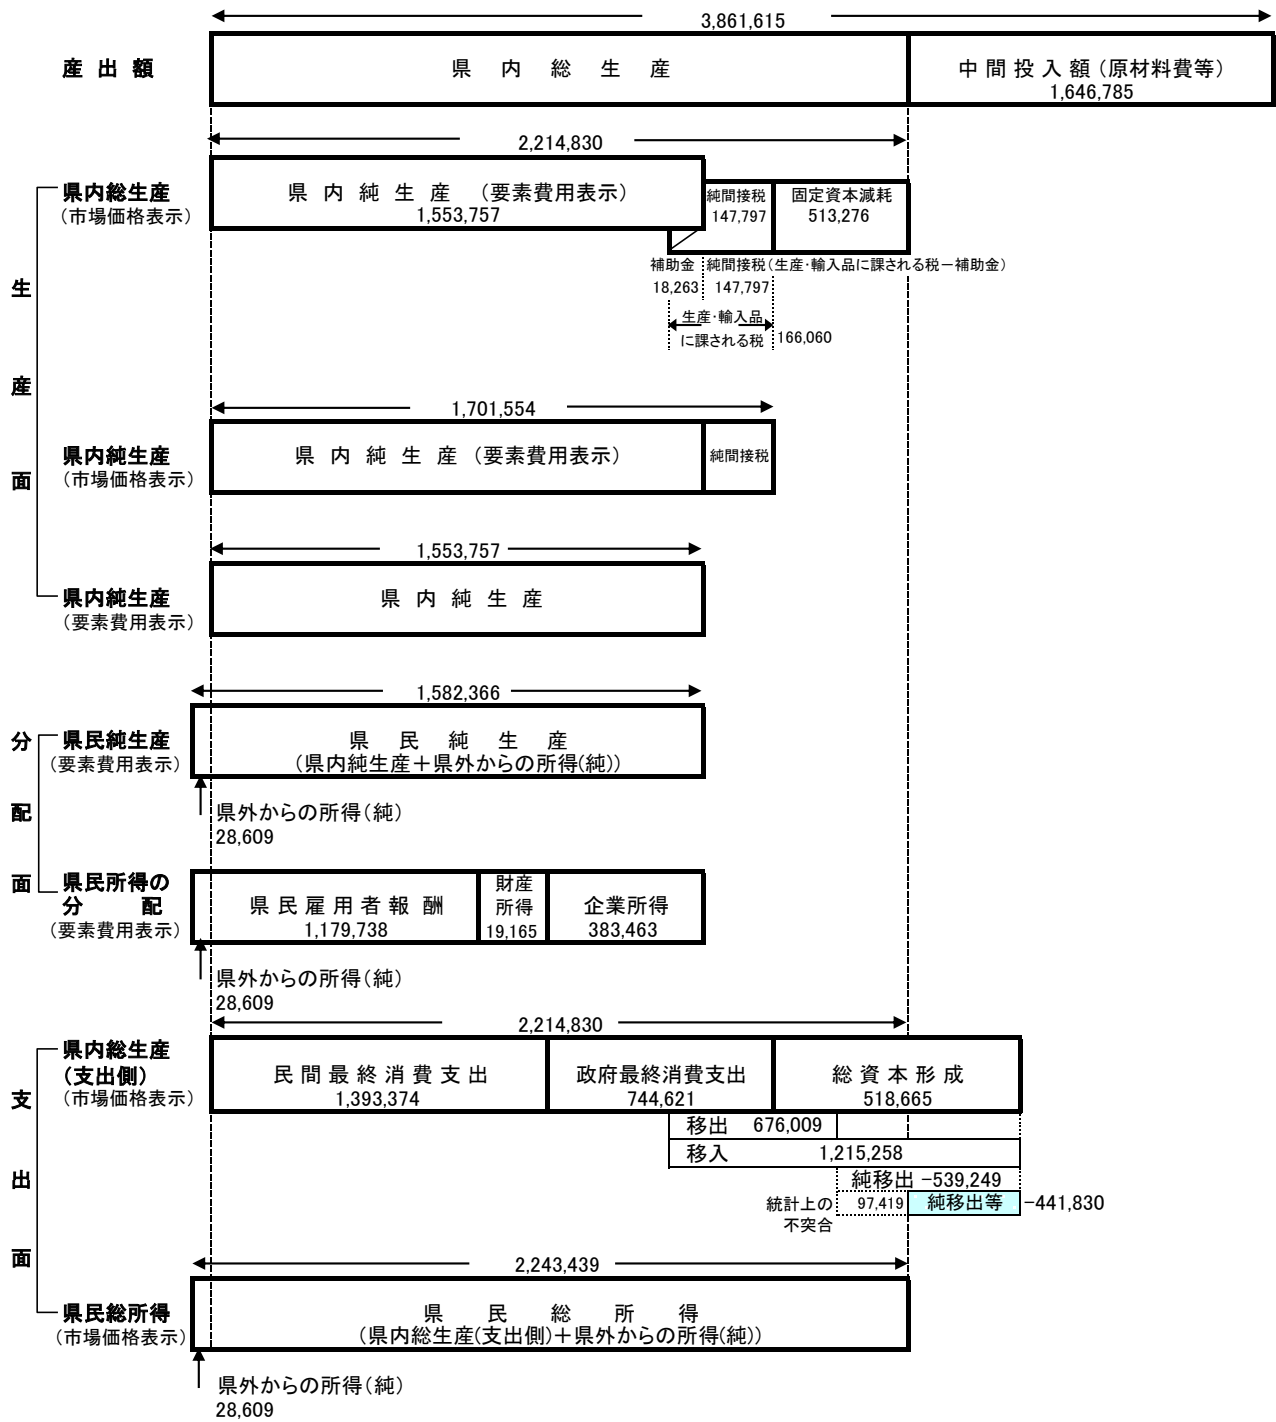 3,861,615
産 出 額
県 内 総 生 産
中間投入額(原材料費等)
1,646,785
2,214,830
県内総生産
(市場価格表示)
県 内 純 生 産 (要素費用表示)
1,553,757
純間接税
147,797
固定資本減耗
513,276
補助金
純間接税(生産・輸入品に課される税-補助金)
18,263
147,797
生産・輸入品
に課される税
166,060
生
産
面
1,701,554
県内純生産
(市場価格表示)
県 内 純 生 産 (要素費用表示)
純間接税
1,553,757
県内純生産
(要素費用表示)
県 内 純 生 産
1,582,366
分
配
面
県民純生産
(要素費用表示)
県 民 純 生 産
(県内純生産+県外からの所得(純))
県外からの所得(純)
28,609
県民所得の
分 配
(要素費用表示)
県民雇用者報酬
1,179,738
財産
所得
19,165
企業所得
383,463
県外からの所得(純)
28,609
2,214,830
支
出
面
県内総生産
(支出側)
(市場価格表示)
民間最終消費支出
1,393,374
政府最終消費支出
744,621
総資本形成
518,665
移出 676,009
移入 1,215,258
純移出 -539,249
統計上の
不突合
97,419
純移出等
-441,830
2,243,439
県民総所得
(市場価格表示)
県 民 総 所 得
(県内総生産(支出側)+県外からの所得(純))
県外からの所得(純)
28,609